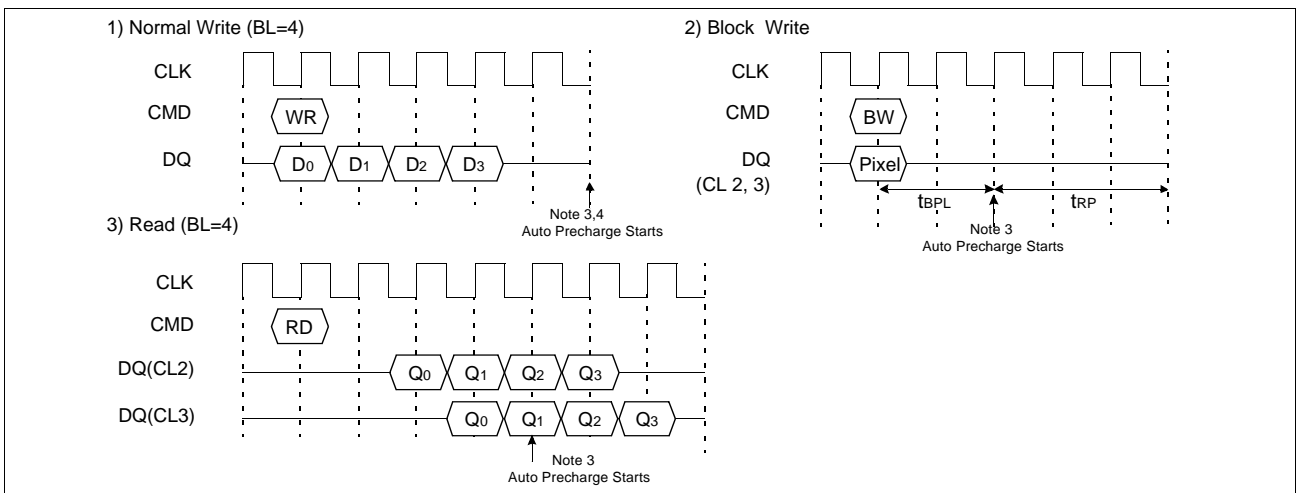 1) Normal Write (BL=4)
CLK
CMD
WR
DQ
D0 D1 D2 D3
Note 3,4
Auto Precharge Starts
2) Block Write
CLK
CMD
BW
DQ
(CL 2, 3)
Pixel
tBPL
tRP
Note 3
Auto Precharge Starts
3) Read (BL=4)
CLK
CMD
RD
DQ(CL2)
Q0 Q1 Q2 Q3
DQ(CL3)
Q0 Q1 Q2 Q3
Note 3
Auto Precharge Starts